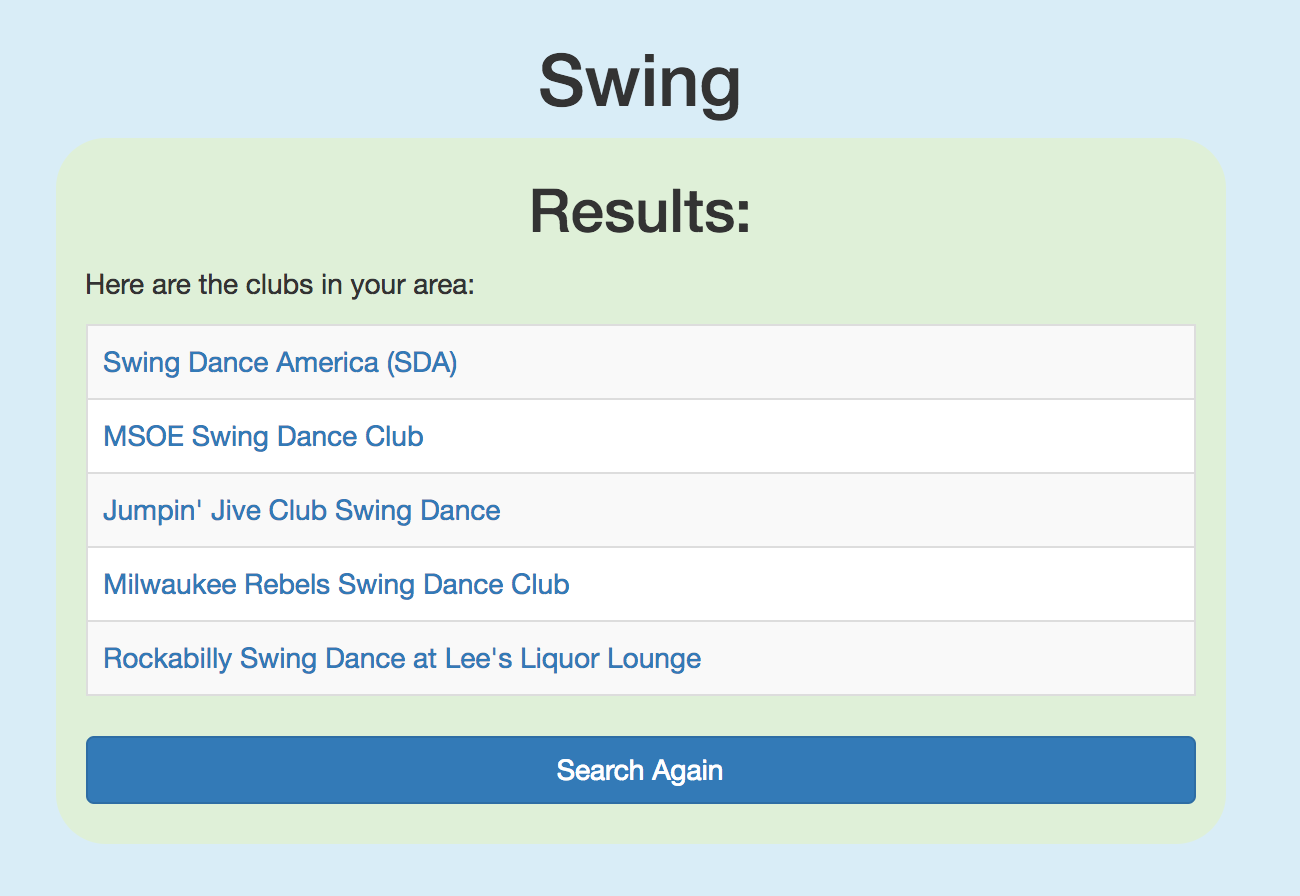 Swing
Results:
Here are the clubs in your area:
Swing Dance America (SDA)
MSOE Swing Dance Club
Jumpin' Jive Club Swing Dance
Milwaukee Rebels Swing Dance Club
Rockabilly Swing Dance at Lee's Liquor Lounge
Search Again